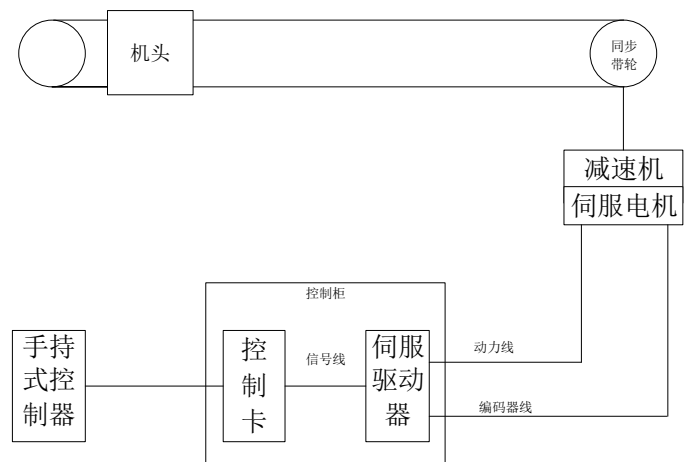 机头
同步
带轮
减速机
伺服电机
控制柜
手持
式控
制器
控
制
卡
信号线
伺服
驱动
器
动力线
编码器线